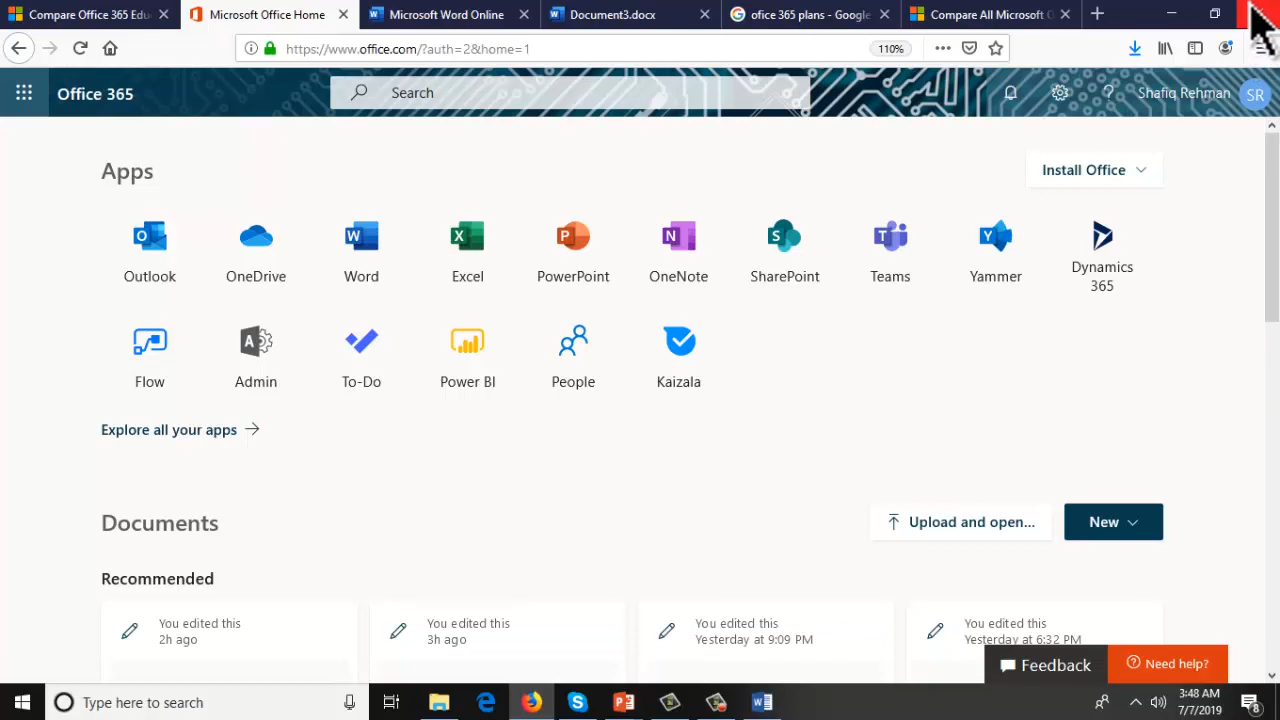 Compare Office 365 Edu
Microsoft Office Home
Microsoft Word Online
Document3.docx
ofice 365 plans - Google
Compare All Microsoft O
https://www.office.com/?auth=2&home=1
110%
Office 365
Search
Shafiq Rehman
SR
Apps
Install Office
Outlook
OneDrive
Word
Excel
PowerPoint
OneNote
SharePoint
Teams
Yammer
Dynamics
365
Flow
Admin
To-Do
Power BI
People
Kaizala
Explore all your apps
Documents
Upload and open...
New
Recommended
You edited this
2h ago
You edited this
3h ago
You edited this
Yesterday at 9:09 PM
You edited this
Yesterday at 6:32 PM
Feedback
Need help?
Type here to search
3:48 AM
7/7/2019
8